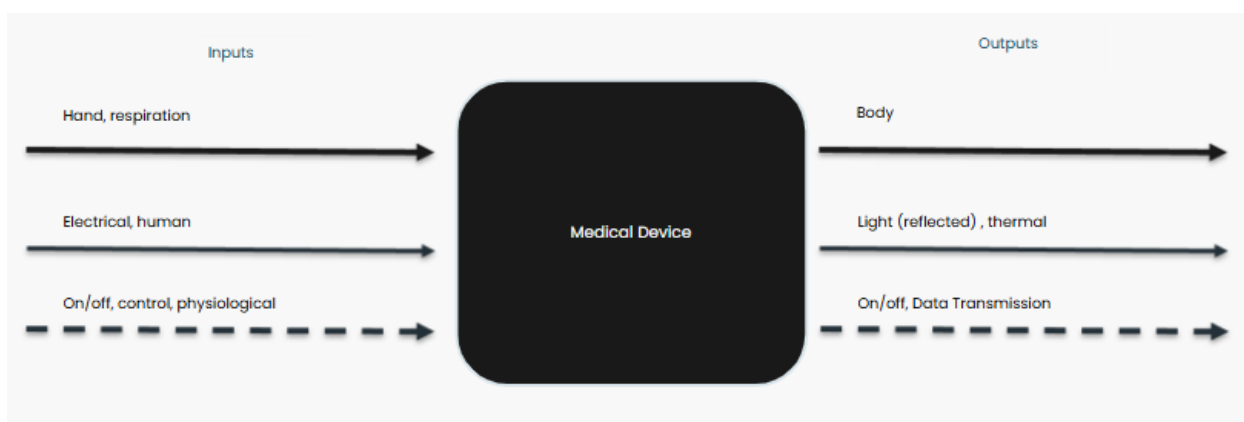 Inputs
Outputs
Hand, respiration
Body
Electrical, human
Light (reflected) , thermal
Medical Device
On/off, control, physiological
On/off, Data Transmission